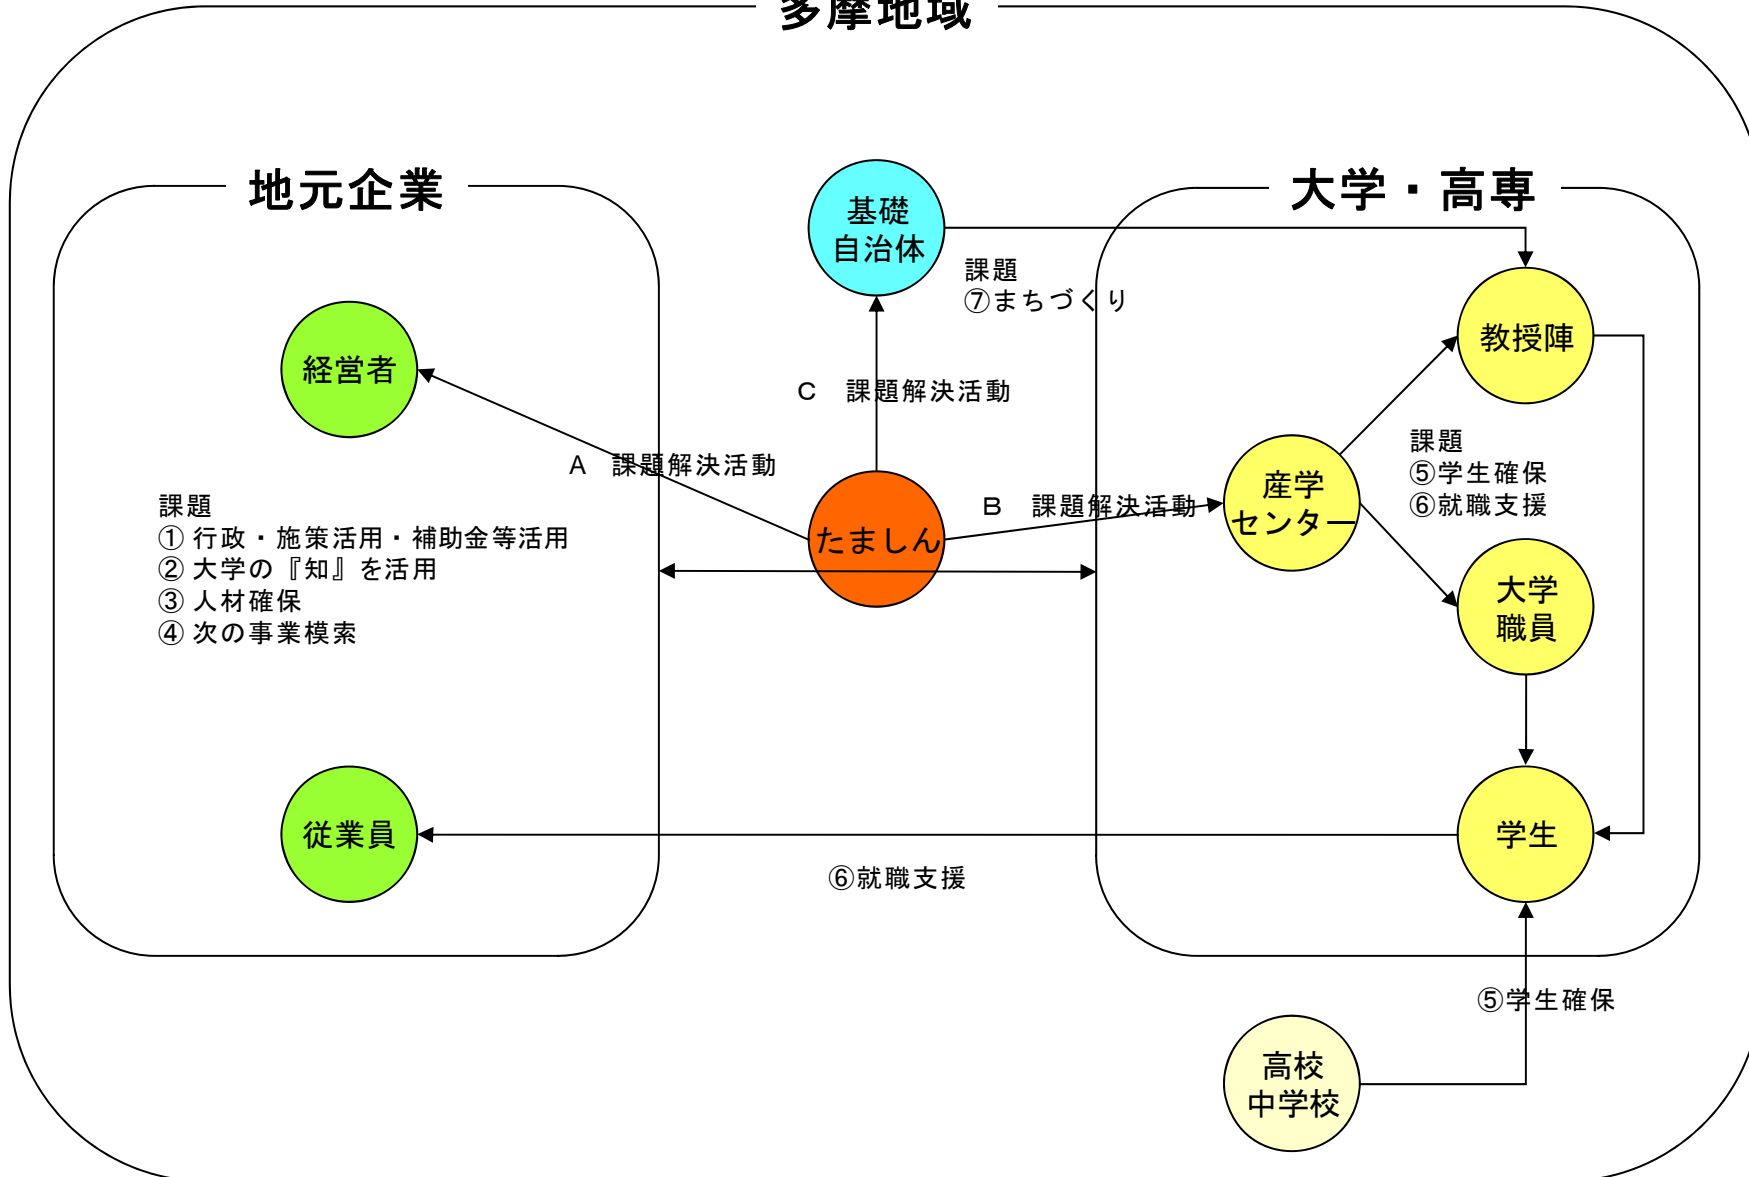 多摩地域
地元企業
大学・高専
基礎
自治体
課題
⑦まちづくり
教授陣
経営者
C 課題解決活動
A 課題解決活動
課題
⑤学生確保
⑥就職支援
産学
センター
B 課題解決活動
たましん
課題
① 行政・施策活用・補助金等活用
② 大学の『知』を活用
③ 人材確保
④ 次の事業模索
大学
職員
従業員
学生
⑥就職支援
⑤学生確保
高校
中学校